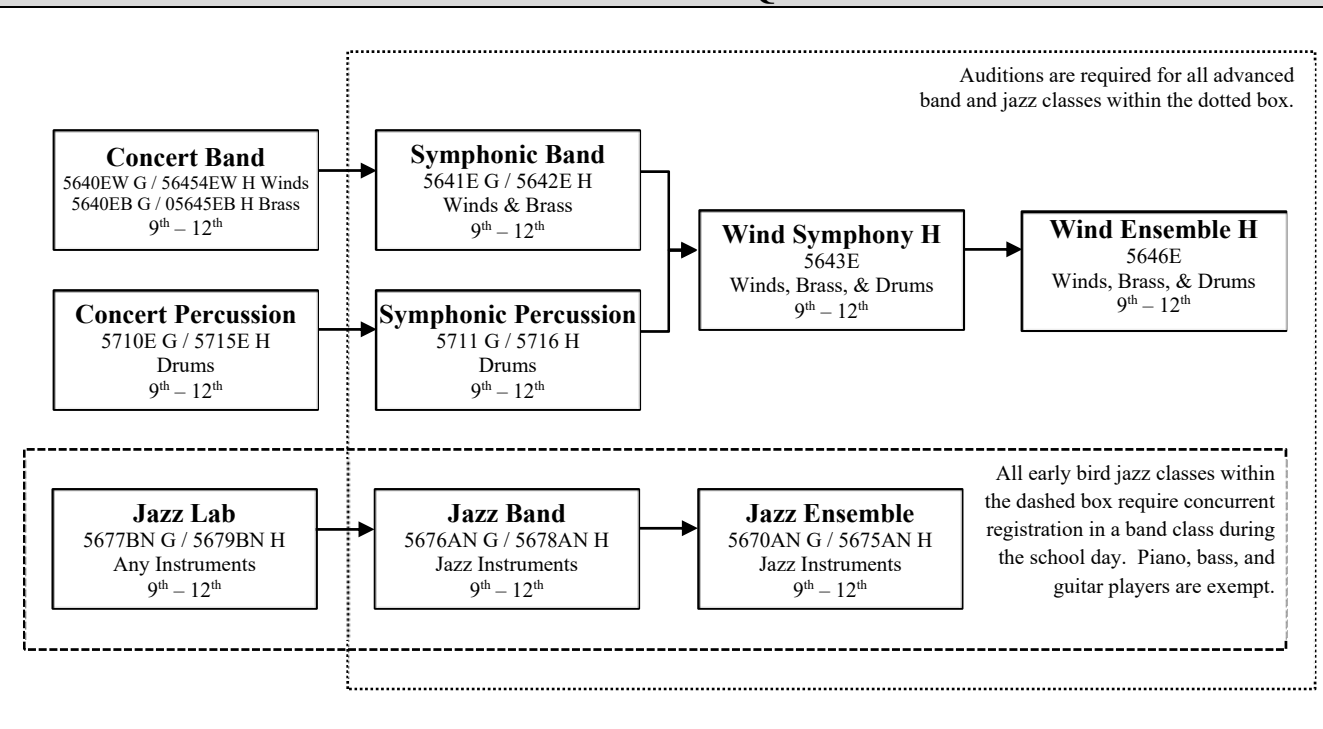 Auditions are required for all advanced
band and jazz classes within the dotted box.
Concert Band
5640EW G / 56454EW H Winds
5640EB G / 05645EB H Brass
9th – 12th
Symphonic Band
5641E G / 5642E H
Winds & Brass
9th – 12th
Wind Symphony H
5643E
Winds, Brass, & Drums
9th – 12th
Wind Ensemble H
5646E
Winds, Brass, & Drums
9th – 12th
Concert Percussion
5710E G / 5715E H
Drums
9th – 12th
Symphonic Percussion
5711 G / 5716 H
Drums
9th – 12th
All early bird jazz classes within
the dashed box require concurrent
registration in a band class during
the school day.  Piano, bass, and
guitar players are exempt.
Jazz Lab
5677BN G / 5679BN H
Any Instruments
9th – 12th
Jazz Band
5676AN G / 5678AN H
Jazz Instruments
9th – 12th
Jazz Ensemble
5670AN G / 5675AN H
Jazz Instruments
9th – 12th